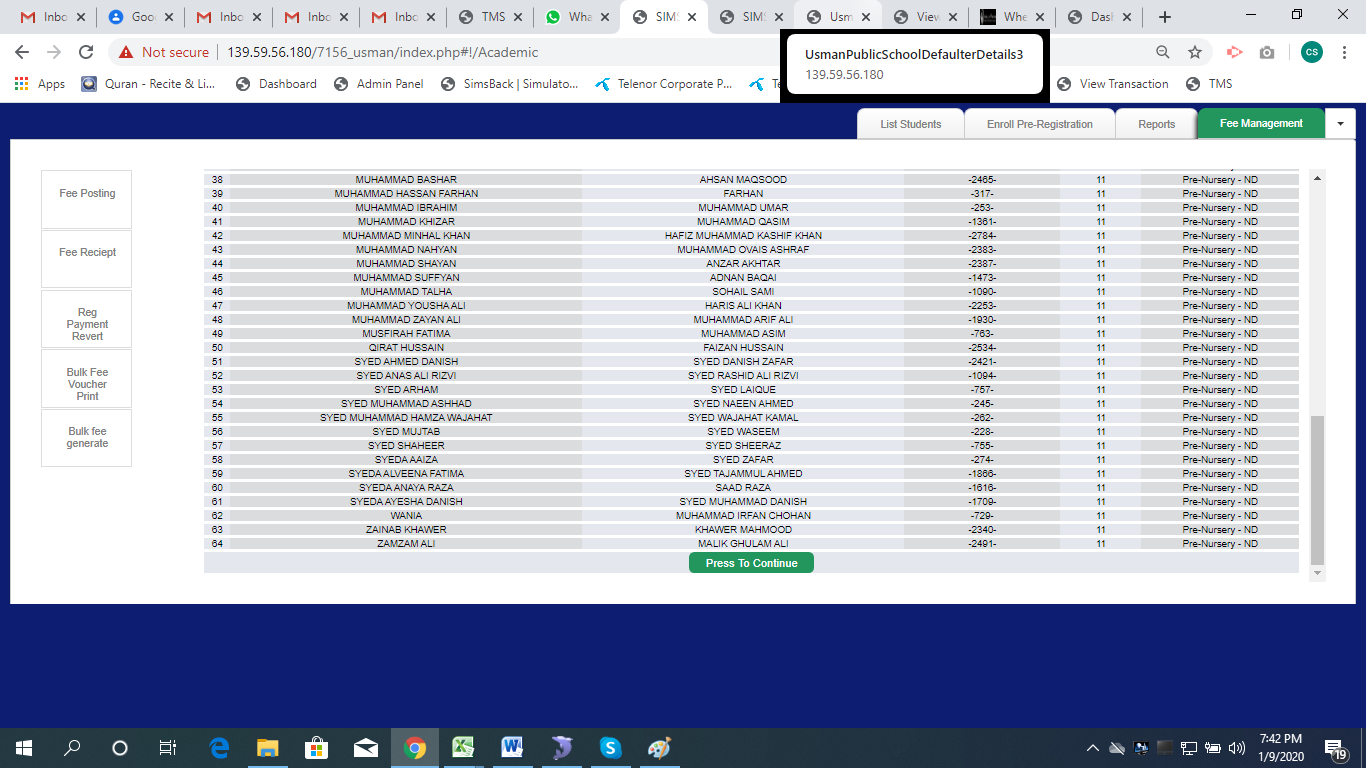 Inbo Goo Inbo Inbo Inbo TMS Wha SIMS SIMS Usm View Whe Dash
Not secure 139.59.56.180/7156_usman/index.php#!/Academic CS
UsmanPublicSchoolDefaulterDetails3
139.59.56.180
Apps Quran - Recite & Li... Dashboard Admin Panel SimsBack | Simulato... Telenor Corporate P... Te View Transaction TMS
List Students Enroll Pre-Registration Reports Fee Management
Fee Posting
Fee Reciept
Reg
Payment
Revert
Bulk Fee
Voucher
Print
Bulk fee
generate
38 MUHAMMAD BASHAR AHSAN MAQSOOD -2465- 11 Pre-Nursery - ND
39 MUHAMMAD HASSAN FARHAN FARHAN -317- 11 Pre-Nursery - ND
40 MUHAMMAD IBRAHIM MUHAMMAD UMAR -253- 11 Pre-Nursery - ND
41 MUHAMMAD KHIZAR MUHAMMAD QASIM -1361- 11 Pre-Nursery - ND
42 MUHAMMAD MINHAL KHAN HAFIZ MUHAMMAD KASHIF KHAN -2784- 11 Pre-Nursery - ND
43 MUHAMMAD NAHYAN MUHAMMAD OVAIS ASHRAF -2383- 11 Pre-Nursery - ND
44 MUHAMMAD SHAYAN ANZAR AKHTAR -2387- 11 Pre-Nursery - ND
45 MUHAMMAD SUFFYAN ADNAN BAQAI -1473- 11 Pre-Nursery - ND
46 MUHAMMAD TALHA SOHAIL SAMI -1090- 11 Pre-Nursery - ND
47 MUHAMMAD YOUSHA ALI HARIS ALI KHAN -2253- 11 Pre-Nursery - ND
48 MUHAMMAD ZAYAN ALI MUHAMMAD ARIF ALI -1930- 11 Pre-Nursery - ND
49 MUSFIRAH FATIMA MUHAMMAD ASIM -763- 11 Pre-Nursery - ND
50 QIRAT HUSSAIN FAIZAN HUSSAIN -2534- 11 Pre-Nursery - ND
51 SYED AHMED DANISH SYED DANISH ZAFAR -2421- 11 Pre-Nursery - ND
52 SYED ANAS ALI RIZVI SYED RASHID ALI RIZVI -1094- 11 Pre-Nursery - ND
53 SYED ARHAM SYED LAIQUE -757- 11 Pre-Nursery - ND
54 SYED MUHAMMAD ASHHAD SYED NAEEN AHMED -245- 11 Pre-Nursery - ND
55 SYED MUHAMMAD HAMZA WAJAHAT SYED WAJAHAT KAMAL -262- 11 Pre-Nursery - ND
56 SYED MUJTAB SYED WASEEM -228- 11 Pre-Nursery - ND
57 SYED SHAHEER SYED SHEERAZ -755- 11 Pre-Nursery - ND
58 SYEDA AAIZA SYED ZAFAR -274- 11 Pre-Nursery - ND
59 SYEDA ALVEENA FATIMA SYED TAJAMMUL AHMED -1866- 11 Pre-Nursery - ND
60 SYEDA ANAYA RAZA SAAD RAZA -1616- 11 Pre-Nursery - ND
61 SYEDA AYESHA DANISH SYED MUHAMMAD DANISH -1709- 11 Pre-Nursery - ND
62 WANIA MUHAMMAD IRFAN CHOHAN -729- 11 Pre-Nursery - ND
63 ZAINAB KHAWER KHAWER MAHMOOD -2340- 11 Pre-Nursery - ND
64 ZAMZAM ALI MALIK GHULAM ALI -2491- 11 Pre-Nursery - ND
Press To Continue
7:42 PM
1/9/2020
19